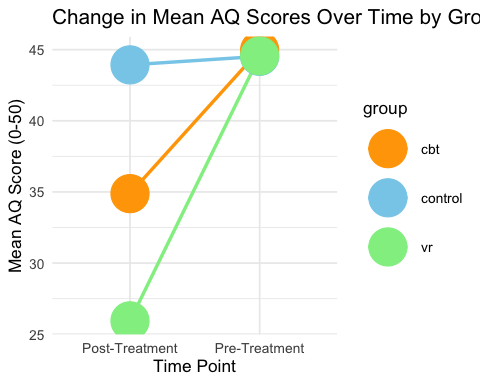 Change in Mean AQ Scores Over Time by Gro
45
40
35
30
25
Mean AQ Score (0-50)
Post-Treatment
Pre-Treatment
Time Point
group
cbt
control
vr